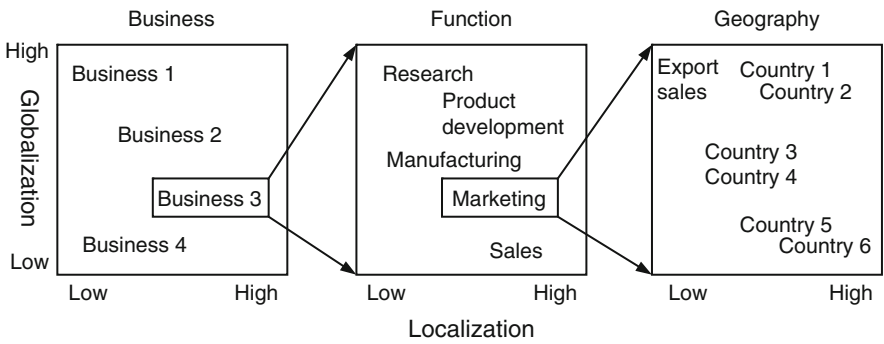 Business
Function
Geography
High
Globalization
Low
Business 1
Business 2
Business 3
Business 4
Low
High
Research
Product
development
Manufacturing
Marketing
Sales
Low
High
Export
sales
Country 1
Country 2
Country 3
Country 4
Country 5
Country 6
Low
High
Localization